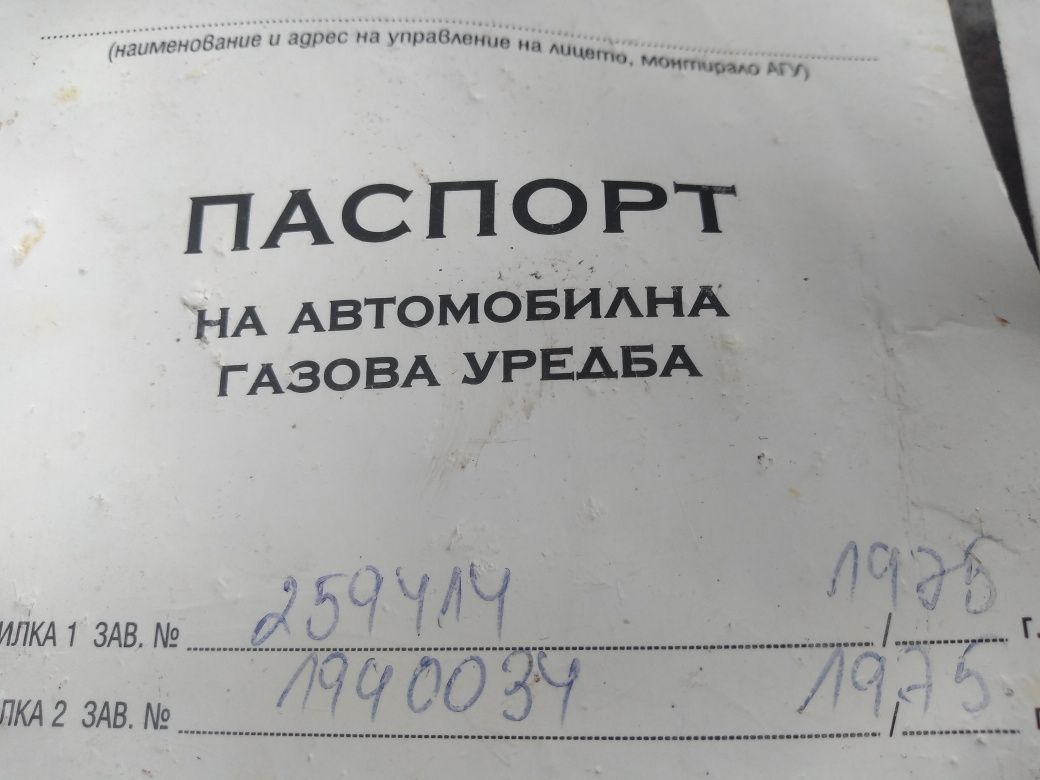 (наименование и адрес на управление на лицето, монтирало АГУ)
ПАСПОРТ
НА АВТОМОБИЛНА
ГАЗОВА УРЕДБА
ИЛКА 1 ЗАВ. № 259414 / 1975 г.
ЛКА 2 ЗАВ. № 1940034 / 1975